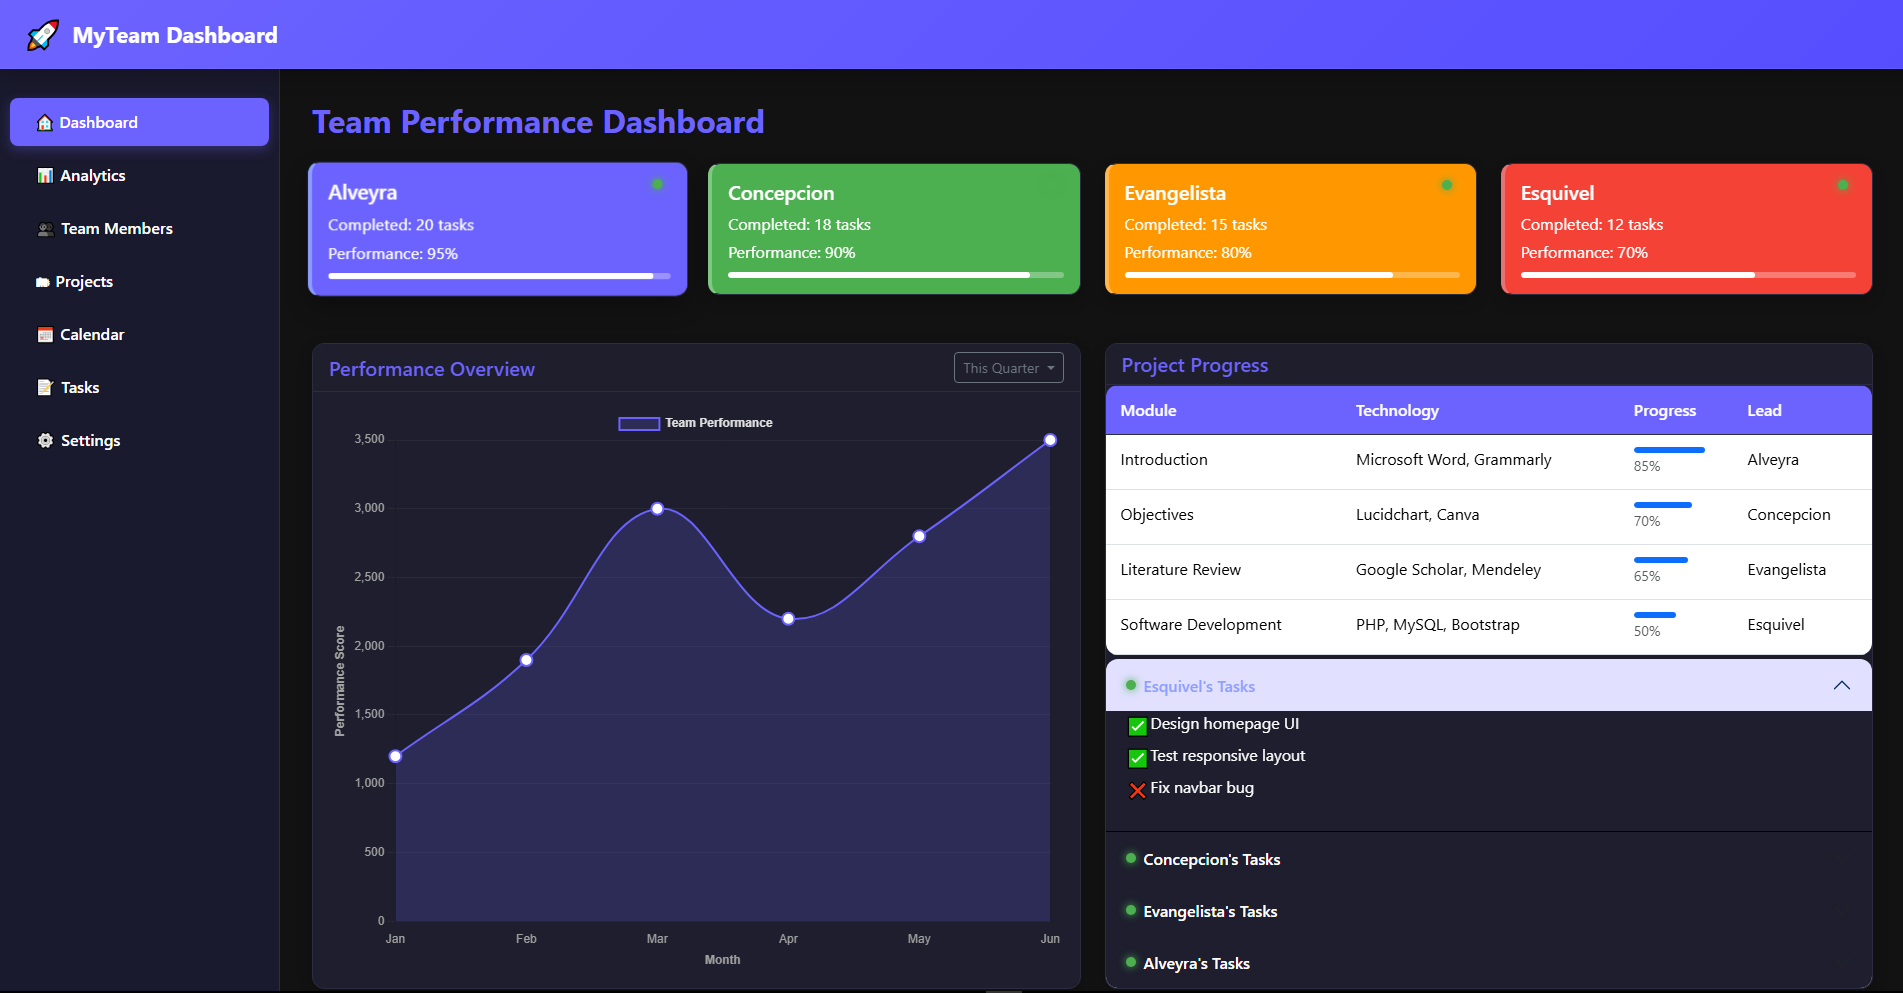 MyTeam Dashboard
Dashboard
Analytics
Team Members
Projects
Calendar
Tasks
Settings
Team Performance Dashboard
Alveyra
Completed: 20 tasks
Performance: 95%
Concepcion
Completed: 18 tasks
Performance: 90%
Evangelista
Completed: 15 tasks
Performance: 80%
Esquivel
Completed: 12 tasks
Performance: 70%
Performance Overview
This Quarter
Team Performance
3,500
3,000
2,500
2,000
1,500
1,000
500
0
Performance Score
Jan Feb Mar Apr May Jun
Month
Project Progress
Module Technology Progress Lead
Introduction Microsoft Word, Grammarly 85% Alveyra
Objectives Lucidchart, Canva 70% Concepcion
Literature Review Google Scholar, Mendeley 65% Evangelista
Software Development PHP, MySQL, Bootstrap 50% Esquivel
Esquivel's Tasks
Design homepage UI
Test responsive layout
Fix navbar bug
Concepcion's Tasks
Evangelista's Tasks
Alveyra's Tasks